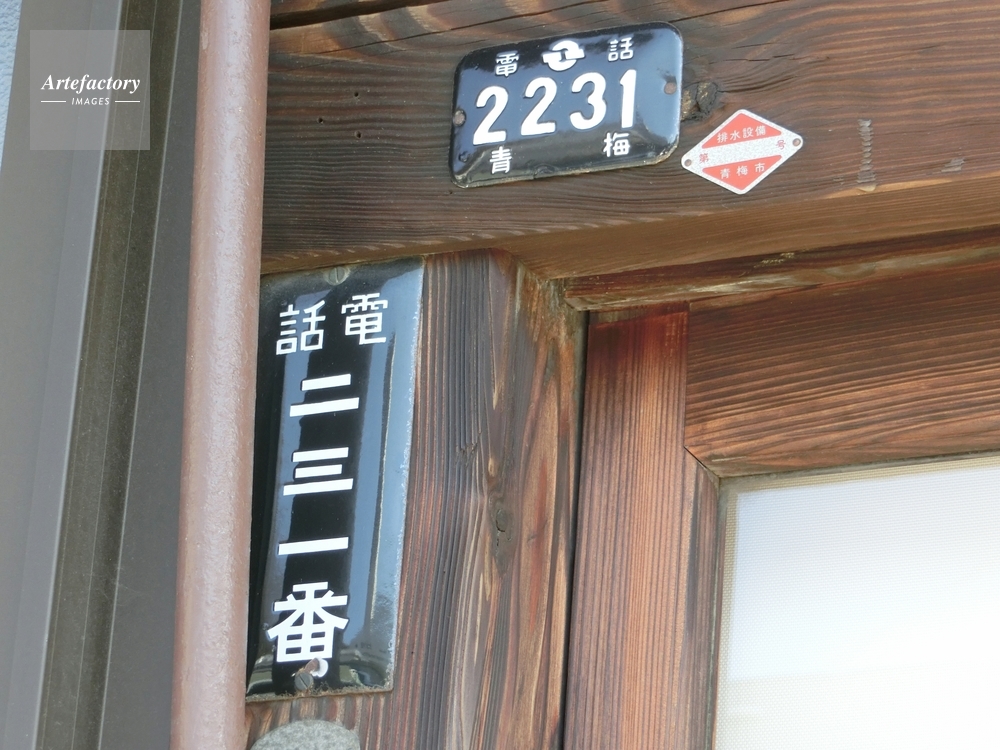 Artefactory
IMAGES
電話
2231
青梅
排水設備
第 号
青梅市
電話
二三一番